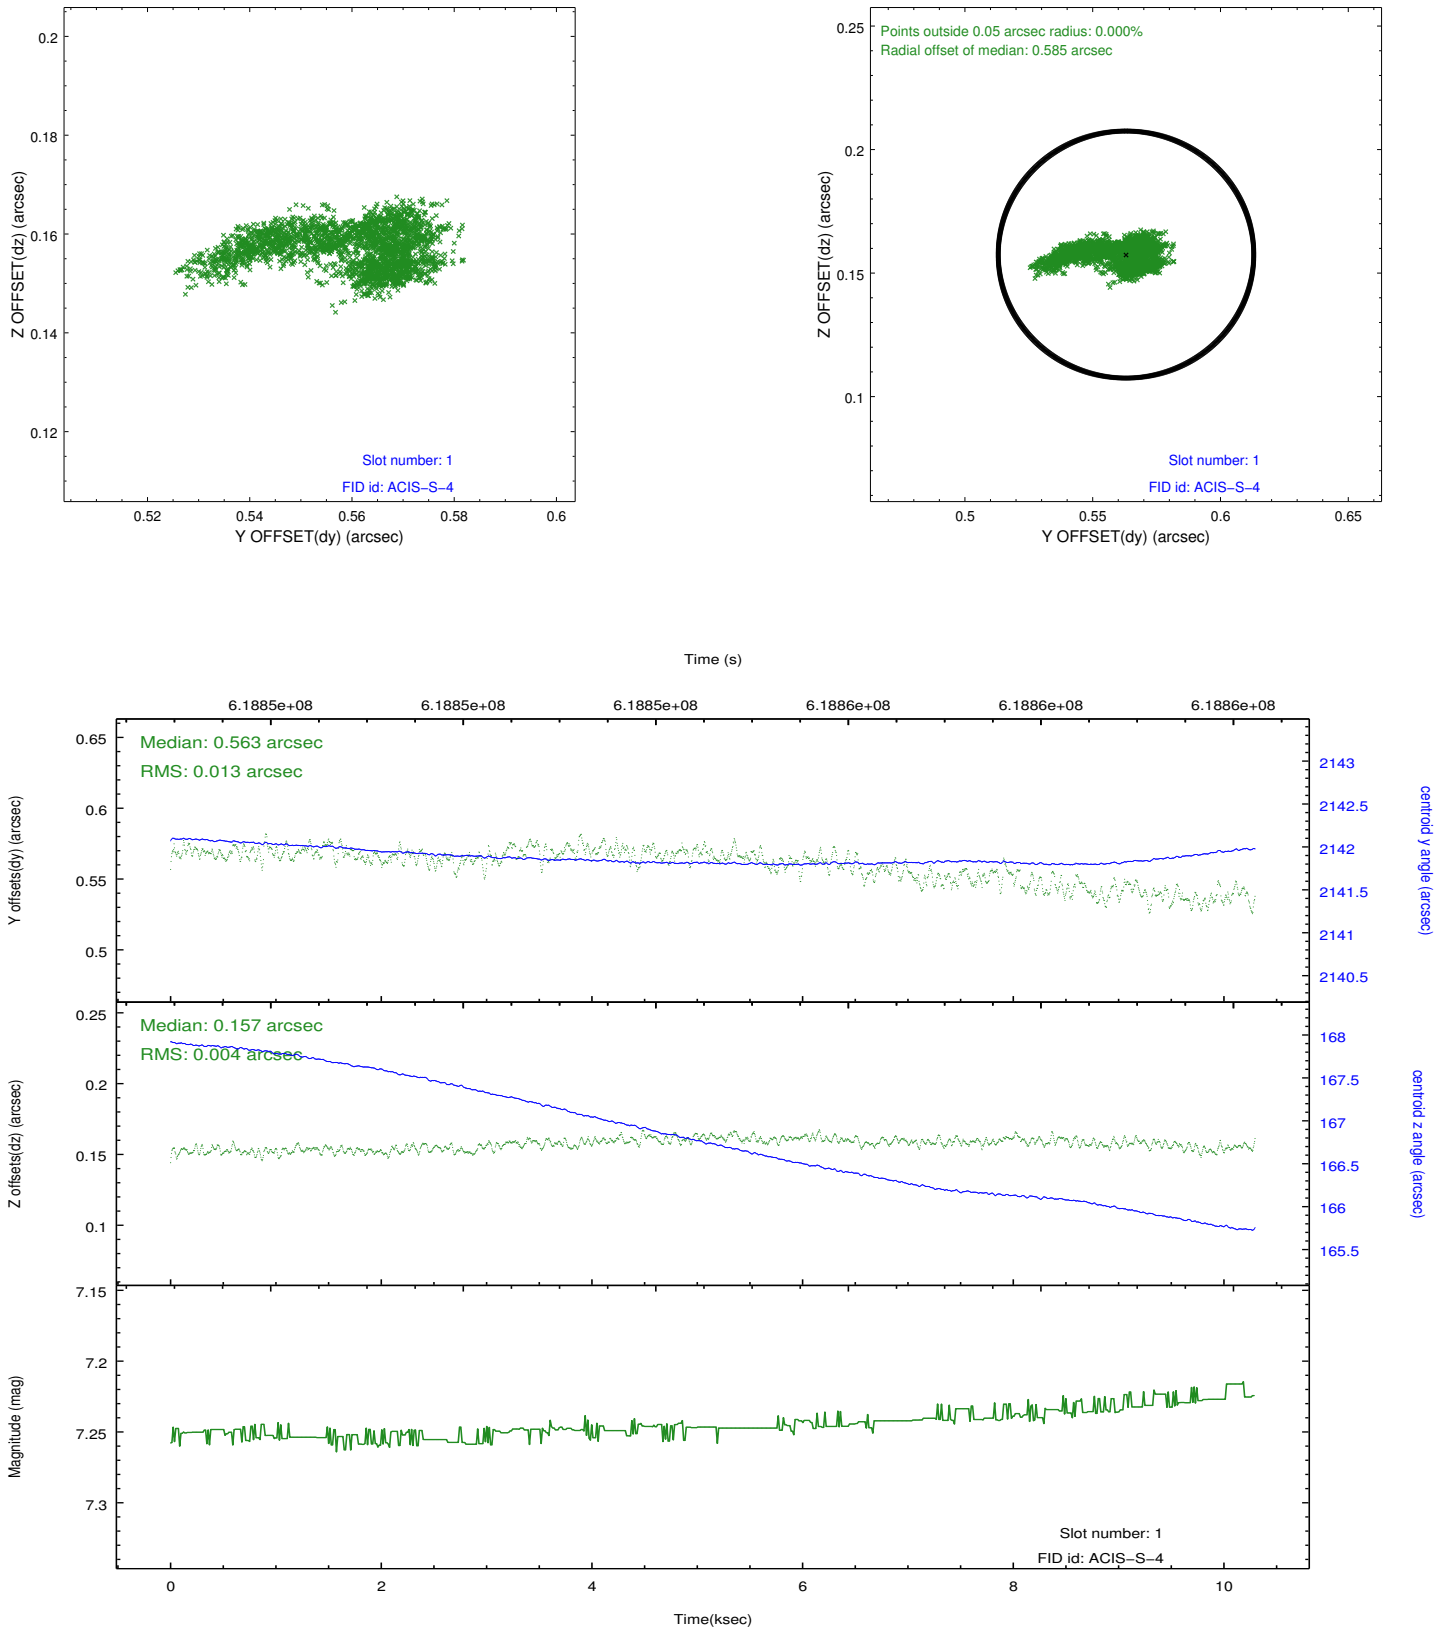 0.2
0.18
0.16
0.14
0.12
Z OFFSET(dz) (arcsec)
Slot number: 1
FID id: ACIS−S−4
0.52 0.54 0.56 0.58 0.6
Y OFFSET(dy) (arcsec)
Points outside 0.05 arcsec radius: 0.000%
Radial offset of median: 0.585 arcsec
0.25
0.2
0.15
0.1
Z OFFSET(dz) (arcsec)
Slot number: 1
FID id: ACIS−S−4
0.5 0.55 0.6 0.65
Y OFFSET(dy) (arcsec)
Time (s)
6.1885e+08 6.1885e+08 6.1885e+08 6.1886e+08 6.1886e+08 6.1886e+08
Median: 0.563 arcsec
RMS: 0.013 arcsec
0.65
0.6
0.55
0.5
Y offsets(dy) (arcsec)
2143
2142.5
2142
2141.5
2141
2140.5
centroid y angle (arcsec)
Median: 0.157 arcsec
RMS: 0.004 arcsec
0.25
0.2
0.15
0.1
Z offsets(dz) (arcsec)
168
167.5
167
166.5
166
165.5
centroid z angle (arcsec)
7.15
7.2
7.25
7.3
Magnitude (mag)
Slot number: 1
FID id: ACIS−S−4
0 2 4 6 8 10
Time(ksec)